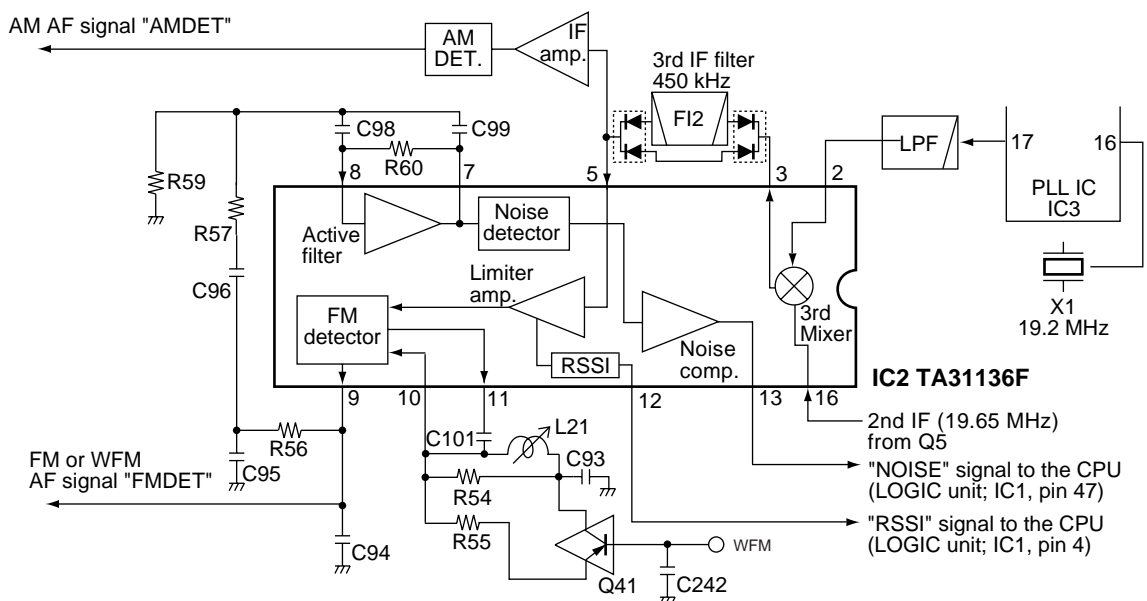 AM AF signal "AMDET"
AM
DET.
IF
amp.
3rd IF filter
450 kHz
FI2
C98
C99
R60
R59
R57
C96
8
7
5
3
2
LPF
17
16
PLL IC
IC3
X1
19.2 MHz
Active
filter
Noise
detector
Limiter
amp.
FM
detector
RSSI
Noise
comp.
3rd
Mixer
IC2 TA31136F
9
10
11
12
13
16
2nd IF (19.65 MHz)
from Q5
"NOISE" signal to the CPU
(LOGIC unit; IC1, pin 47)
"RSSI" signal to the CPU
(LOGIC unit; IC1, pin 4)
R56
C95
C101
L21
C93
R54
R55
FM or WFM
AF signal "FMDET"
C94
Q41
C242
WFM